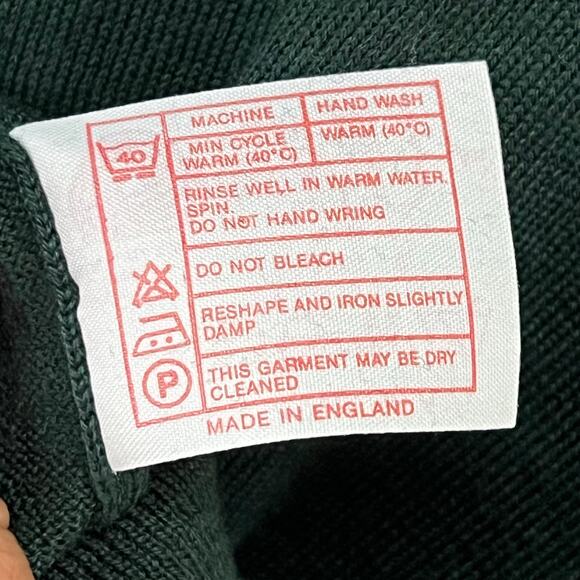 40
MACHINE
HAND WASH
MIN CYCLE
WARM (40°C)
WARM (40°C)
RINSE WELL IN WARM WATER.
SPIN.
DO NOT HAND WRING
DO NOT BLEACH
RESHAPE AND IRON SLIGHTLY
DAMP
P
THIS GARMENT MAY BE DRY
CLEANED
MADE IN ENGLAND